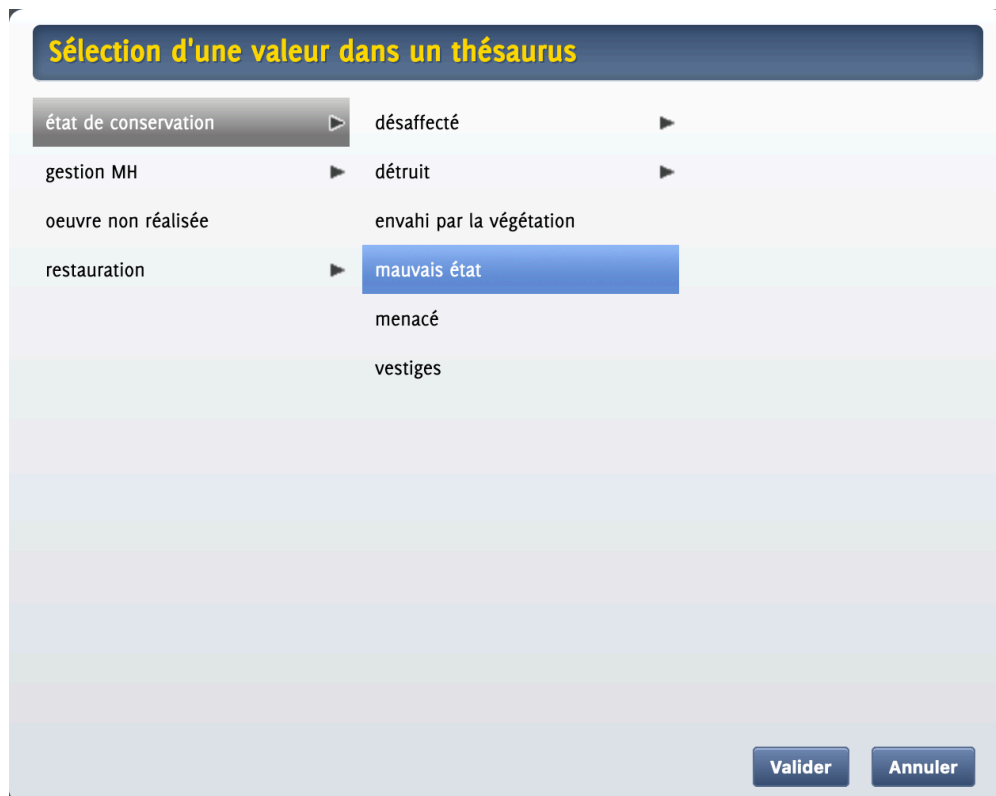 Sélection d'une valeur dans un thésaurus
état de conservation
gestion MH
oeuvre non réalisée
restauration
désaffecté
détruit
envahi par la végétation
mauvais état
menacé
vestiges
Valider
Annuler